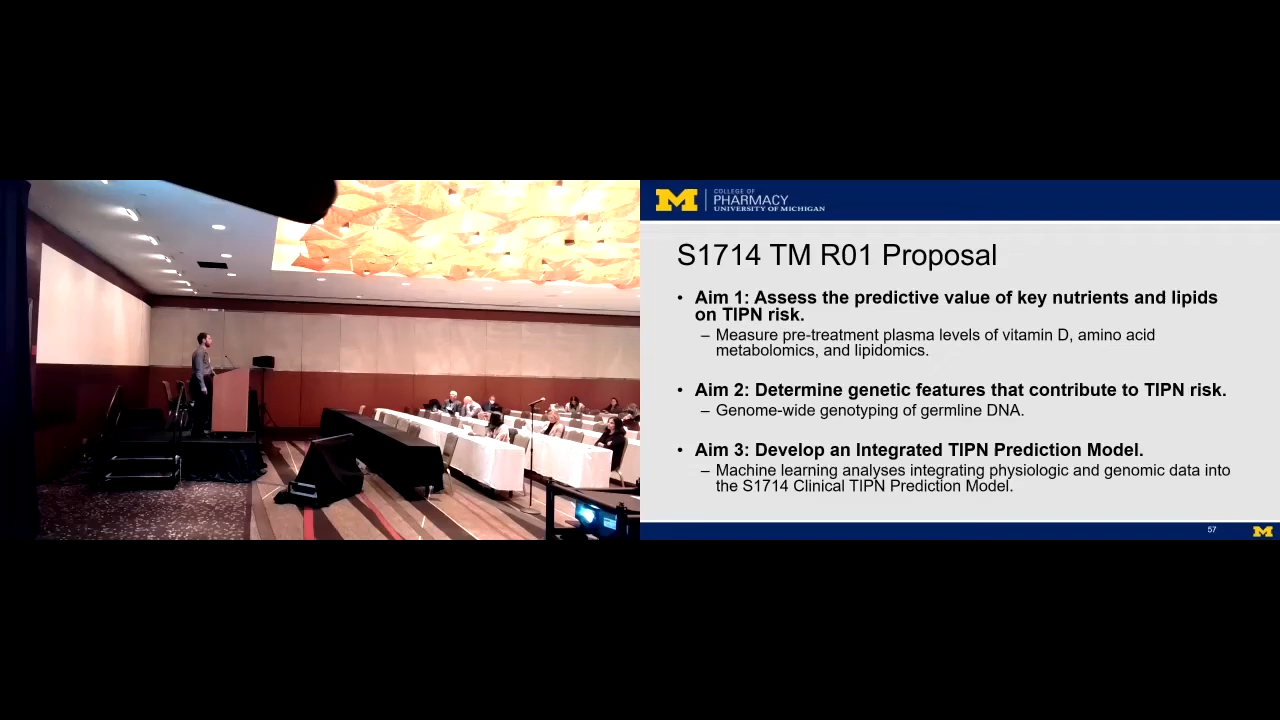 M
COLLEGE OF
PHARMACY
UNIVERSITY OF MICHIGAN
S1714 TM R01 Proposal
• Aim 1: Assess the predictive value of key nutrients and lipids
on TIPN risk.
– Measure pre-treatment plasma levels of vitamin D, amino acid
metabolomics, and lipidomics.
• Aim 2: Determine genetic features that contribute to TIPN risk.
– Genome-wide genotyping of germline DNA.
• Aim 3: Develop an Integrated TIPN Prediction Model.
– Machine learning analyses integrating physiologic and genomic data into
the S1714 Clinical TIPN Prediction Model.
57
M